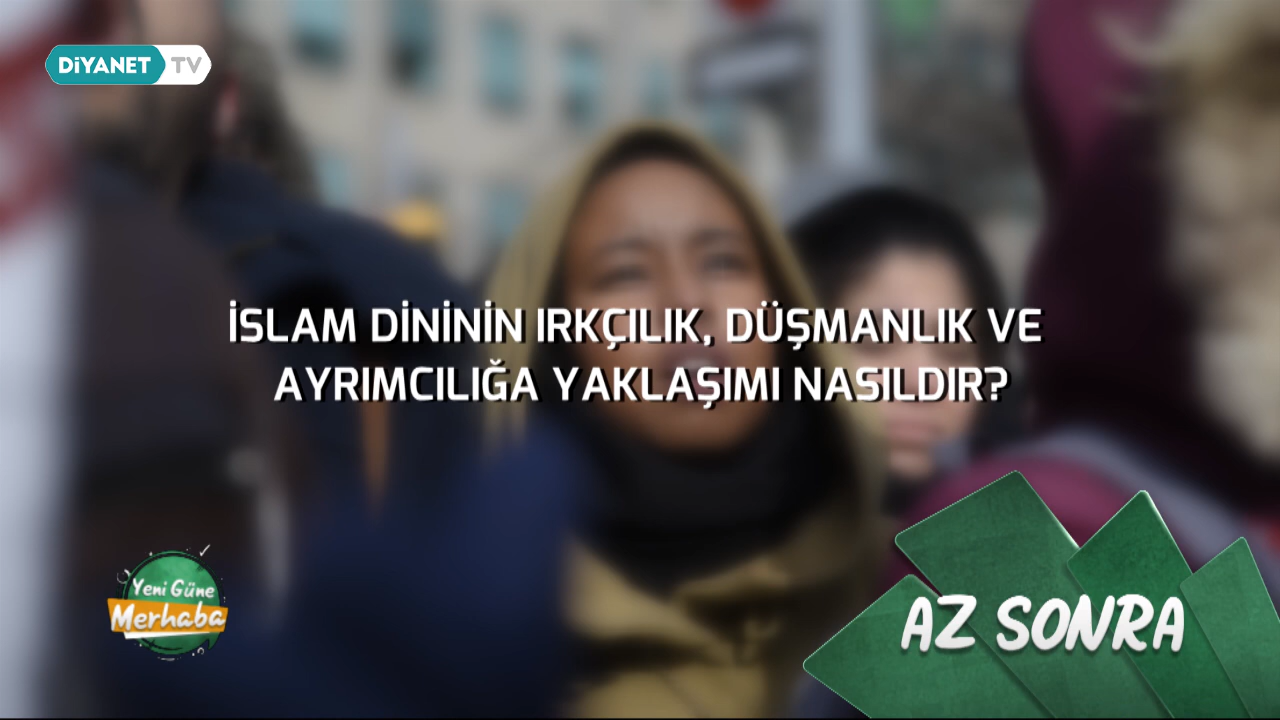 DİYANET TV
İSLAM DİNİNİN IRKÇILIK, DÜŞMANLIK VE
AYRIMCILIĞA YAKLAŞIMI NASILDIR?
Yeni Güne
Merhaba
AZ SONRA